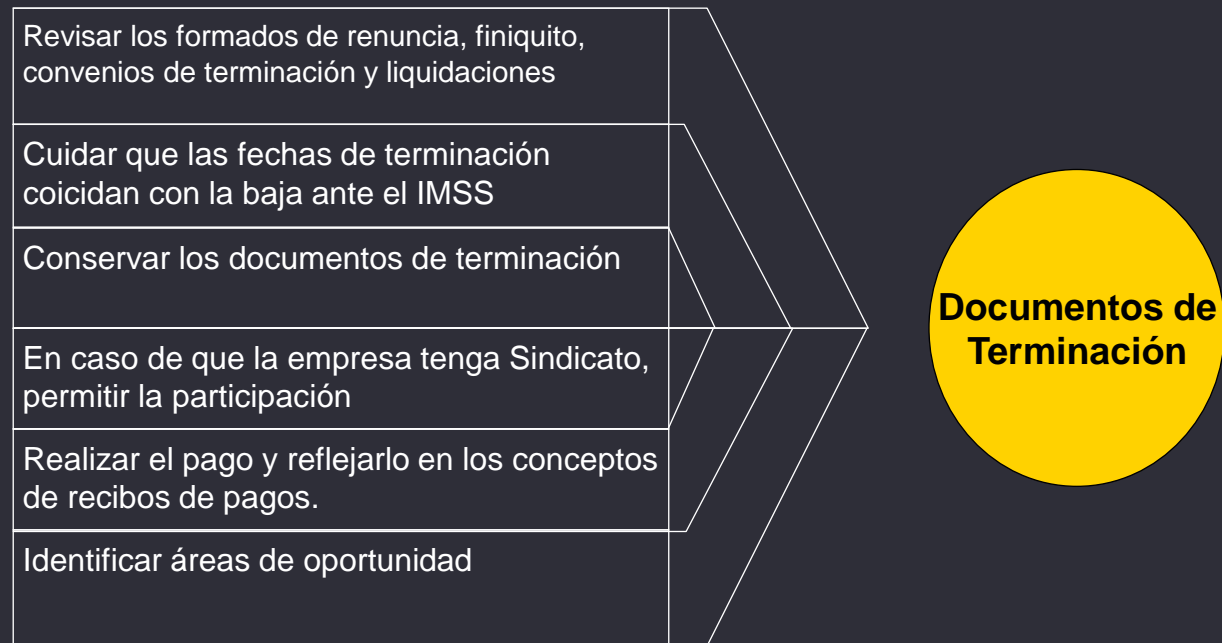 Revisar los formados de renuncia, finiquito,
convenios de terminación y liquidaciones
Cuidar que las fechas de terminación
coicidan con la baja ante el IMSS
Conservar los documentos de terminación
En caso de que la empresa tenga Sindicato,
permitir la participación
Realizar el pago y reflejarlo en los conceptos
de recibos de pagos.
Identificar áreas de oportunidad
Documentos de
Terminación